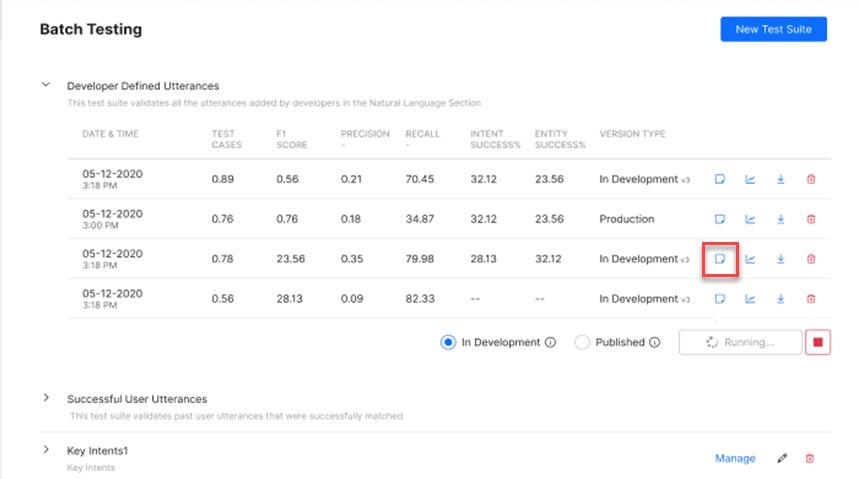 Batch Testing
New Test Suite
Developer Defined Utterances
This test suite validates all the utterances added by developers in the Natural Language Section
DATE & TIME TEST CASES F1 SCORE PRECISION - RECALL - INTENT SUCCESS% ENTITY SUCCESS% VERSION TYPE
05-12-2020 0.89 0.56 0.21 70.45 32.12 23.56 In Development v3
3:18 PM
05-12-2020 0.76 0.76 0.18 34.87 32.12 23.56 Production
3:00 PM
05-12-2020 0.78 23.56 0.35 79.98 28.13 32.12 In Development v3
3:18 PM
05-12-2020 0.56 28.13 0.09 82.33 -- -- In Development v3
3:18 PM
In Development Published Running...
Successful User Utterances
This test suite validates past user utterances that were successfully matched
Key Intents1
Manage
Key Intents